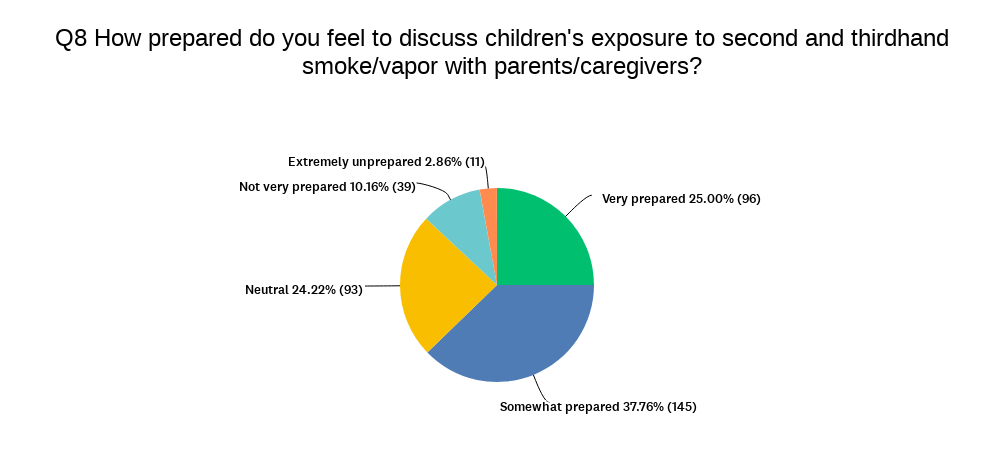 Q8 How prepared do you feel to discuss children's exposure to second and thirdhand
smoke/vapor with parents/caregivers?
Extremely unprepared 2.86% (11)
Not very prepared 10.16% (39)
Very prepared 25.00% (96)
Neutral 24.22% (93)
Somewhat prepared 37.76% (145)